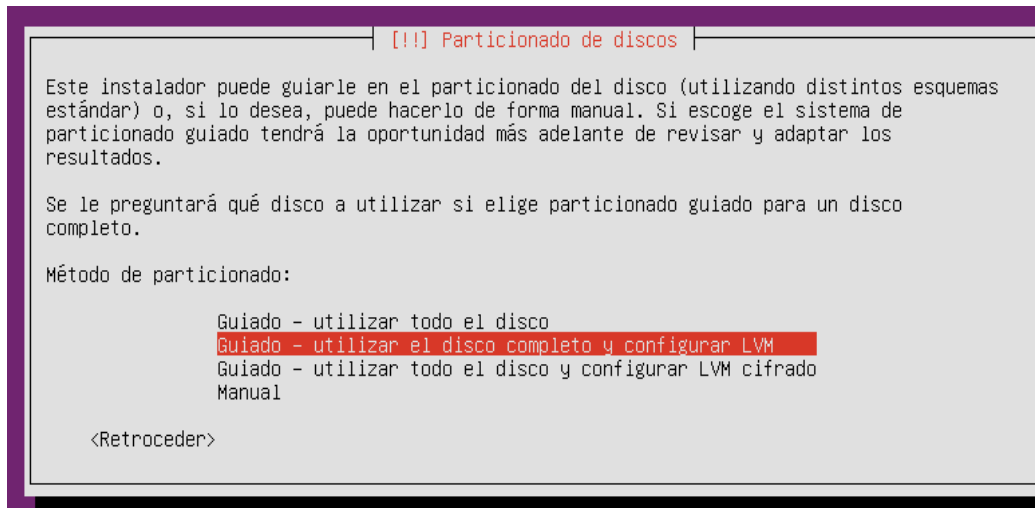 [!!] Particionado de discos
Este instalador puede guiarle en el particionado del disco (utilizando distintos esquemas
estándar) o, si lo desea, puede hacerlo de forma manual. Si escoge el sistema de
particionado guiado tendrá la oportunidad más adelante de revisar y adaptar los
resultados.
Se le preguntará qué disco a utilizar si elige particionado guiado para un disco
completo.
Método de particionado:
Guiado - utilizar todo el disco
Guiado - utilizar el disco completo y configurar LVM
Guiado - utilizar todo el disco y configurar LVM cifrado
Manual
<Retroceder>